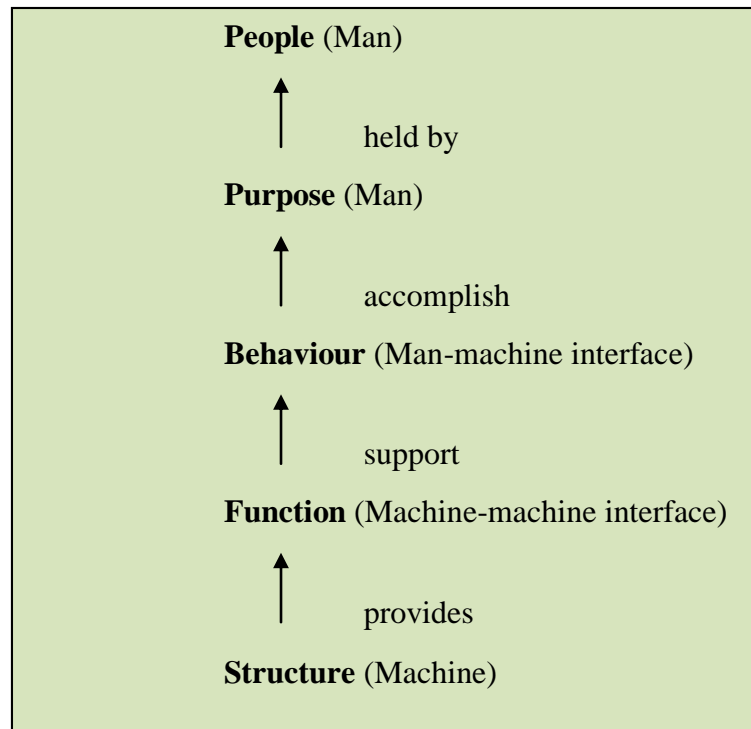 People (Man)
held by
Purpose (Man)
accomplish
Behaviour (Man-machine interface)
support
Function (Machine-machine interface)
provides
Structure (Machine)